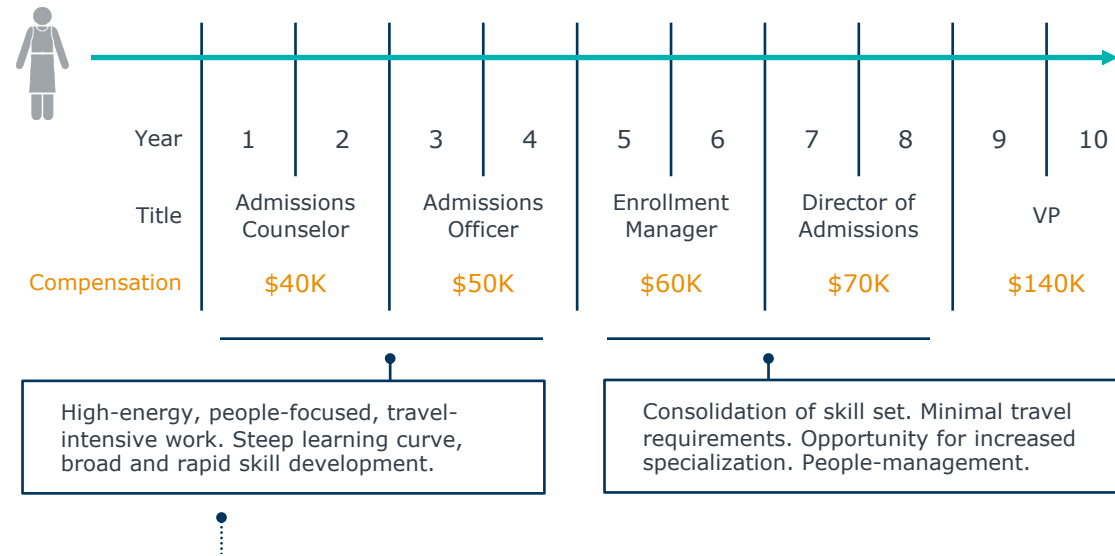 Year 1 2 3 4 5 6 7 8 9 10
Title
Admissions
Counselor
Admissions
Officer
Enrollment
Manager
Director of
Admissions
VP
Compensation $40K $50K $60K $70K $140K
High-energy, people-focused, travel-
intensive work. Steep learning curve,
broad and rapid skill development.
Consolidation of skill set. Minimal travel
requirements. Opportunity for increased
specialization. People-management.